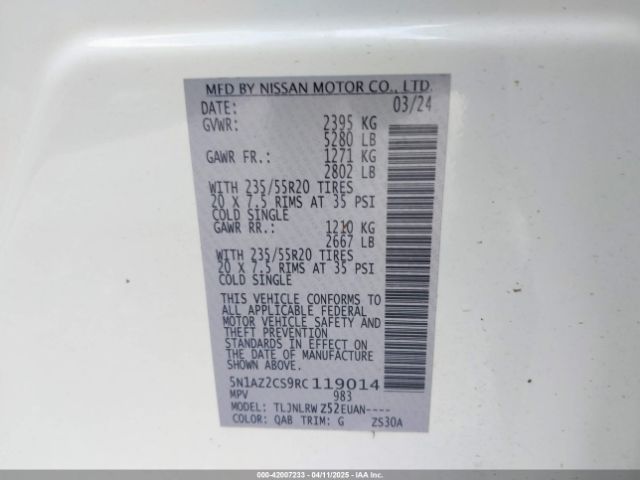 MFD BY NISSAN MOTOR CO., LTD.
DATE: 03/24
GVWR: 2395 KG
5280 LB
GAWR FR.: 1271 KG
2802 LB
WITH 235/55R20 TIRES
20 X 7.5 RIMS AT 35 PSI
COLD SINGLE
GAWR RR.: 1210 KG
2667 LB
WITH 235/55R20 TIRES
20 X 7.5 RIMS AT 35 PSI
COLD SINGLE
THIS VEHICLE CONFORMS TO
ALL APPLICABLE FEDERAL
MOTOR VEHICLE SAFETY AND
THEFT PREVENTION
STANDARDS IN EFFECT ON
THE DATE OF MANUFACTURE
SHOWN ABOVE.
5N1AZ2CS9RC119014
MPV 983
MODEL: TLJNLRW Z52EUAN----
COLOR: QAB TRIM: G ZS30A
000-42007233 - 04/11/2025 - IAAI.COM